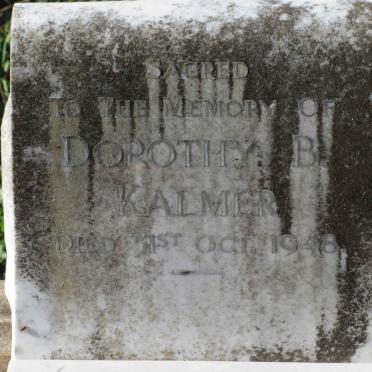 SACRED
TO THE MEMORY OF
DOROTHY B.
KALMER
DIED 31ST OCT. 1948